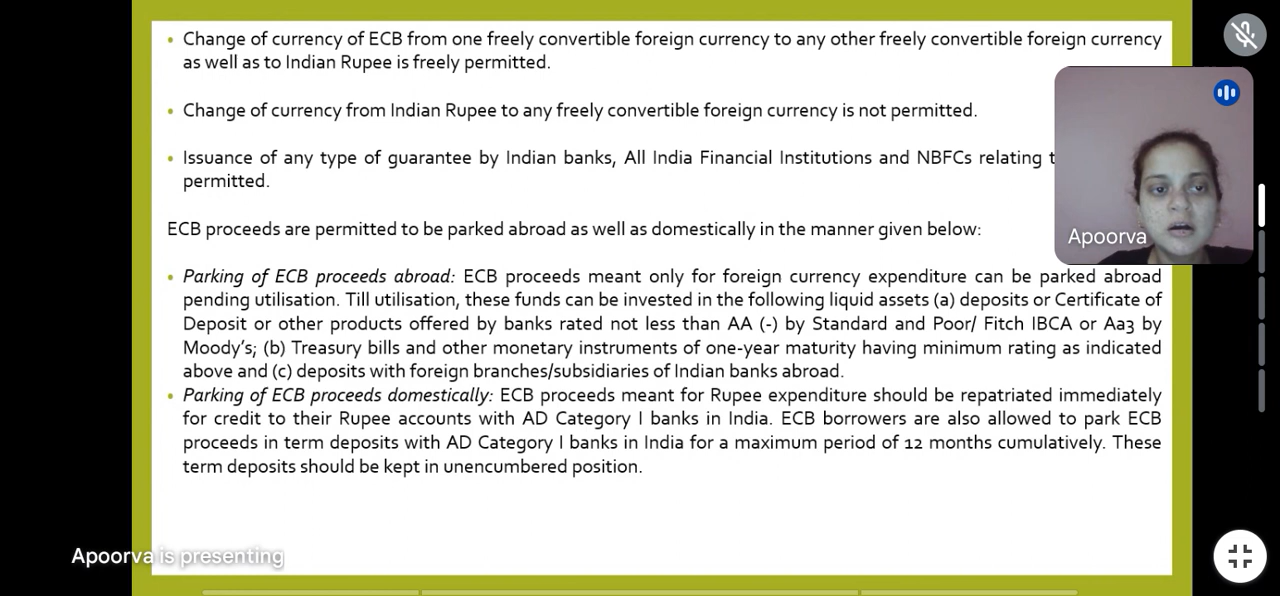 • Change of currency of ECB from one freely convertible foreign currency to any other freely convertible foreign currency
as well as to Indian Rupee is freely permitted.
• Change of currency from Indian Rupee to any freely convertible foreign currency is not permitted.
• Issuance of any type of guarantee by Indian banks, All India Financial Institutions and NBFCs relating
permitted.
Apoorva
ECB proceeds are permitted to be parked abroad as well as domestically in the manner given below:
• Parking of ECB proceeds abroad: ECB proceeds meant only for foreign currency expenditure can be parked abroad
pending utilisation. Till utilisation, these funds can be invested in the following liquid assets (a) deposits or Certificate of
Deposit or other products offered by banks rated not less than AA (-) by Standard and Poor/ Fitch IBCA or Aa3 by
Moody's; (b) Treasury bills and other monetary instruments of one-year maturity having minimum rating as indicated
above and (c) deposits with foreign branches/subsidiaries of Indian banks abroad.
• Parking of ECB proceeds domestically: ECB proceeds meant for Rupee expenditure should be repatriated immediately
for credit to their Rupee accounts with AD Category I banks in India. ECB borrowers are also allowed to park ECB
proceeds in term deposits with AD Category I banks in India for a maximum period of 12 months cumulatively. These
term deposits should be kept in unencumbered position.
Apoorva is presenting